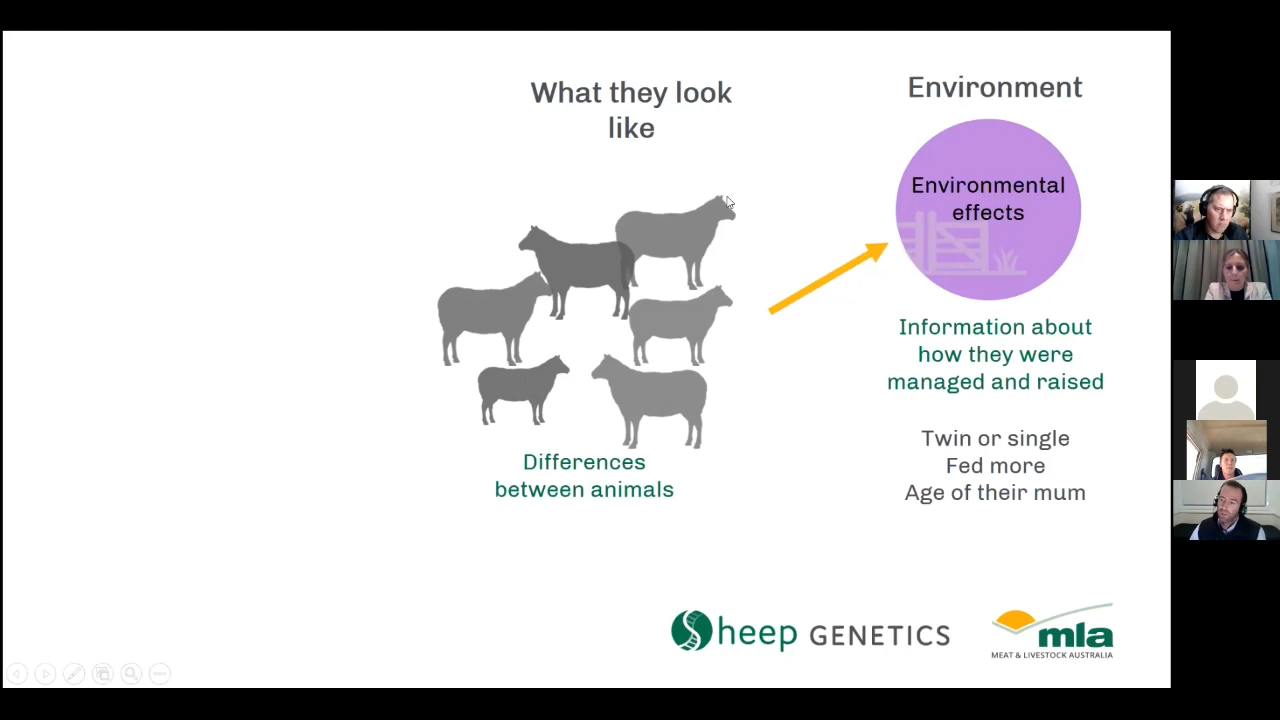 What they look
like
Differences
between animals
Environment
Environmental
effects
Information about
how they were
managed and raised
Twin or single
Fed more
Age of their mum
Sheep GENETICS
mla
MEAT & LIVESTOCK AUSTRALIA